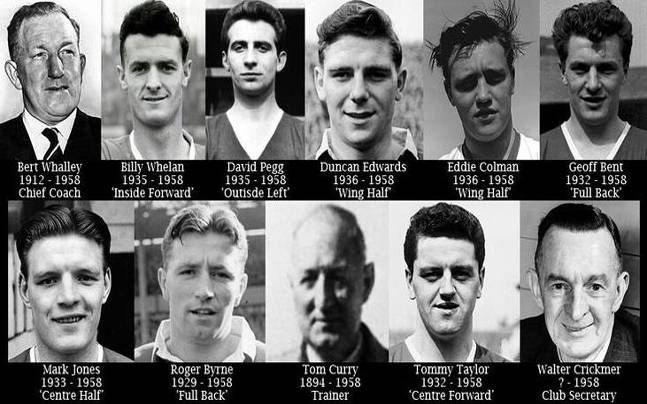 Bert Whalley
1912 - 1958
Chief Coach
Billy Whelan
1935 - 1958
'Inside Forward'
David Pegg
1935 - 1958
'Outisde Left'
Duncan Edwards
1936 - 1958
'Wing Half'
Eddie Colman
1936 - 1958
'Wing Half'
Geoff Bent
1932 - 1958
'Full Back'
Mark Jones
1933 - 1958
'Centre Half'
Roger Byrne
1929 - 1958
'Full Back'
Tom Curry
1894 - 1958
Trainer
Tommy Taylor
1932 - 1958
'Centre Forward'
Walter Crickmer
? - 1958
Club Secretary